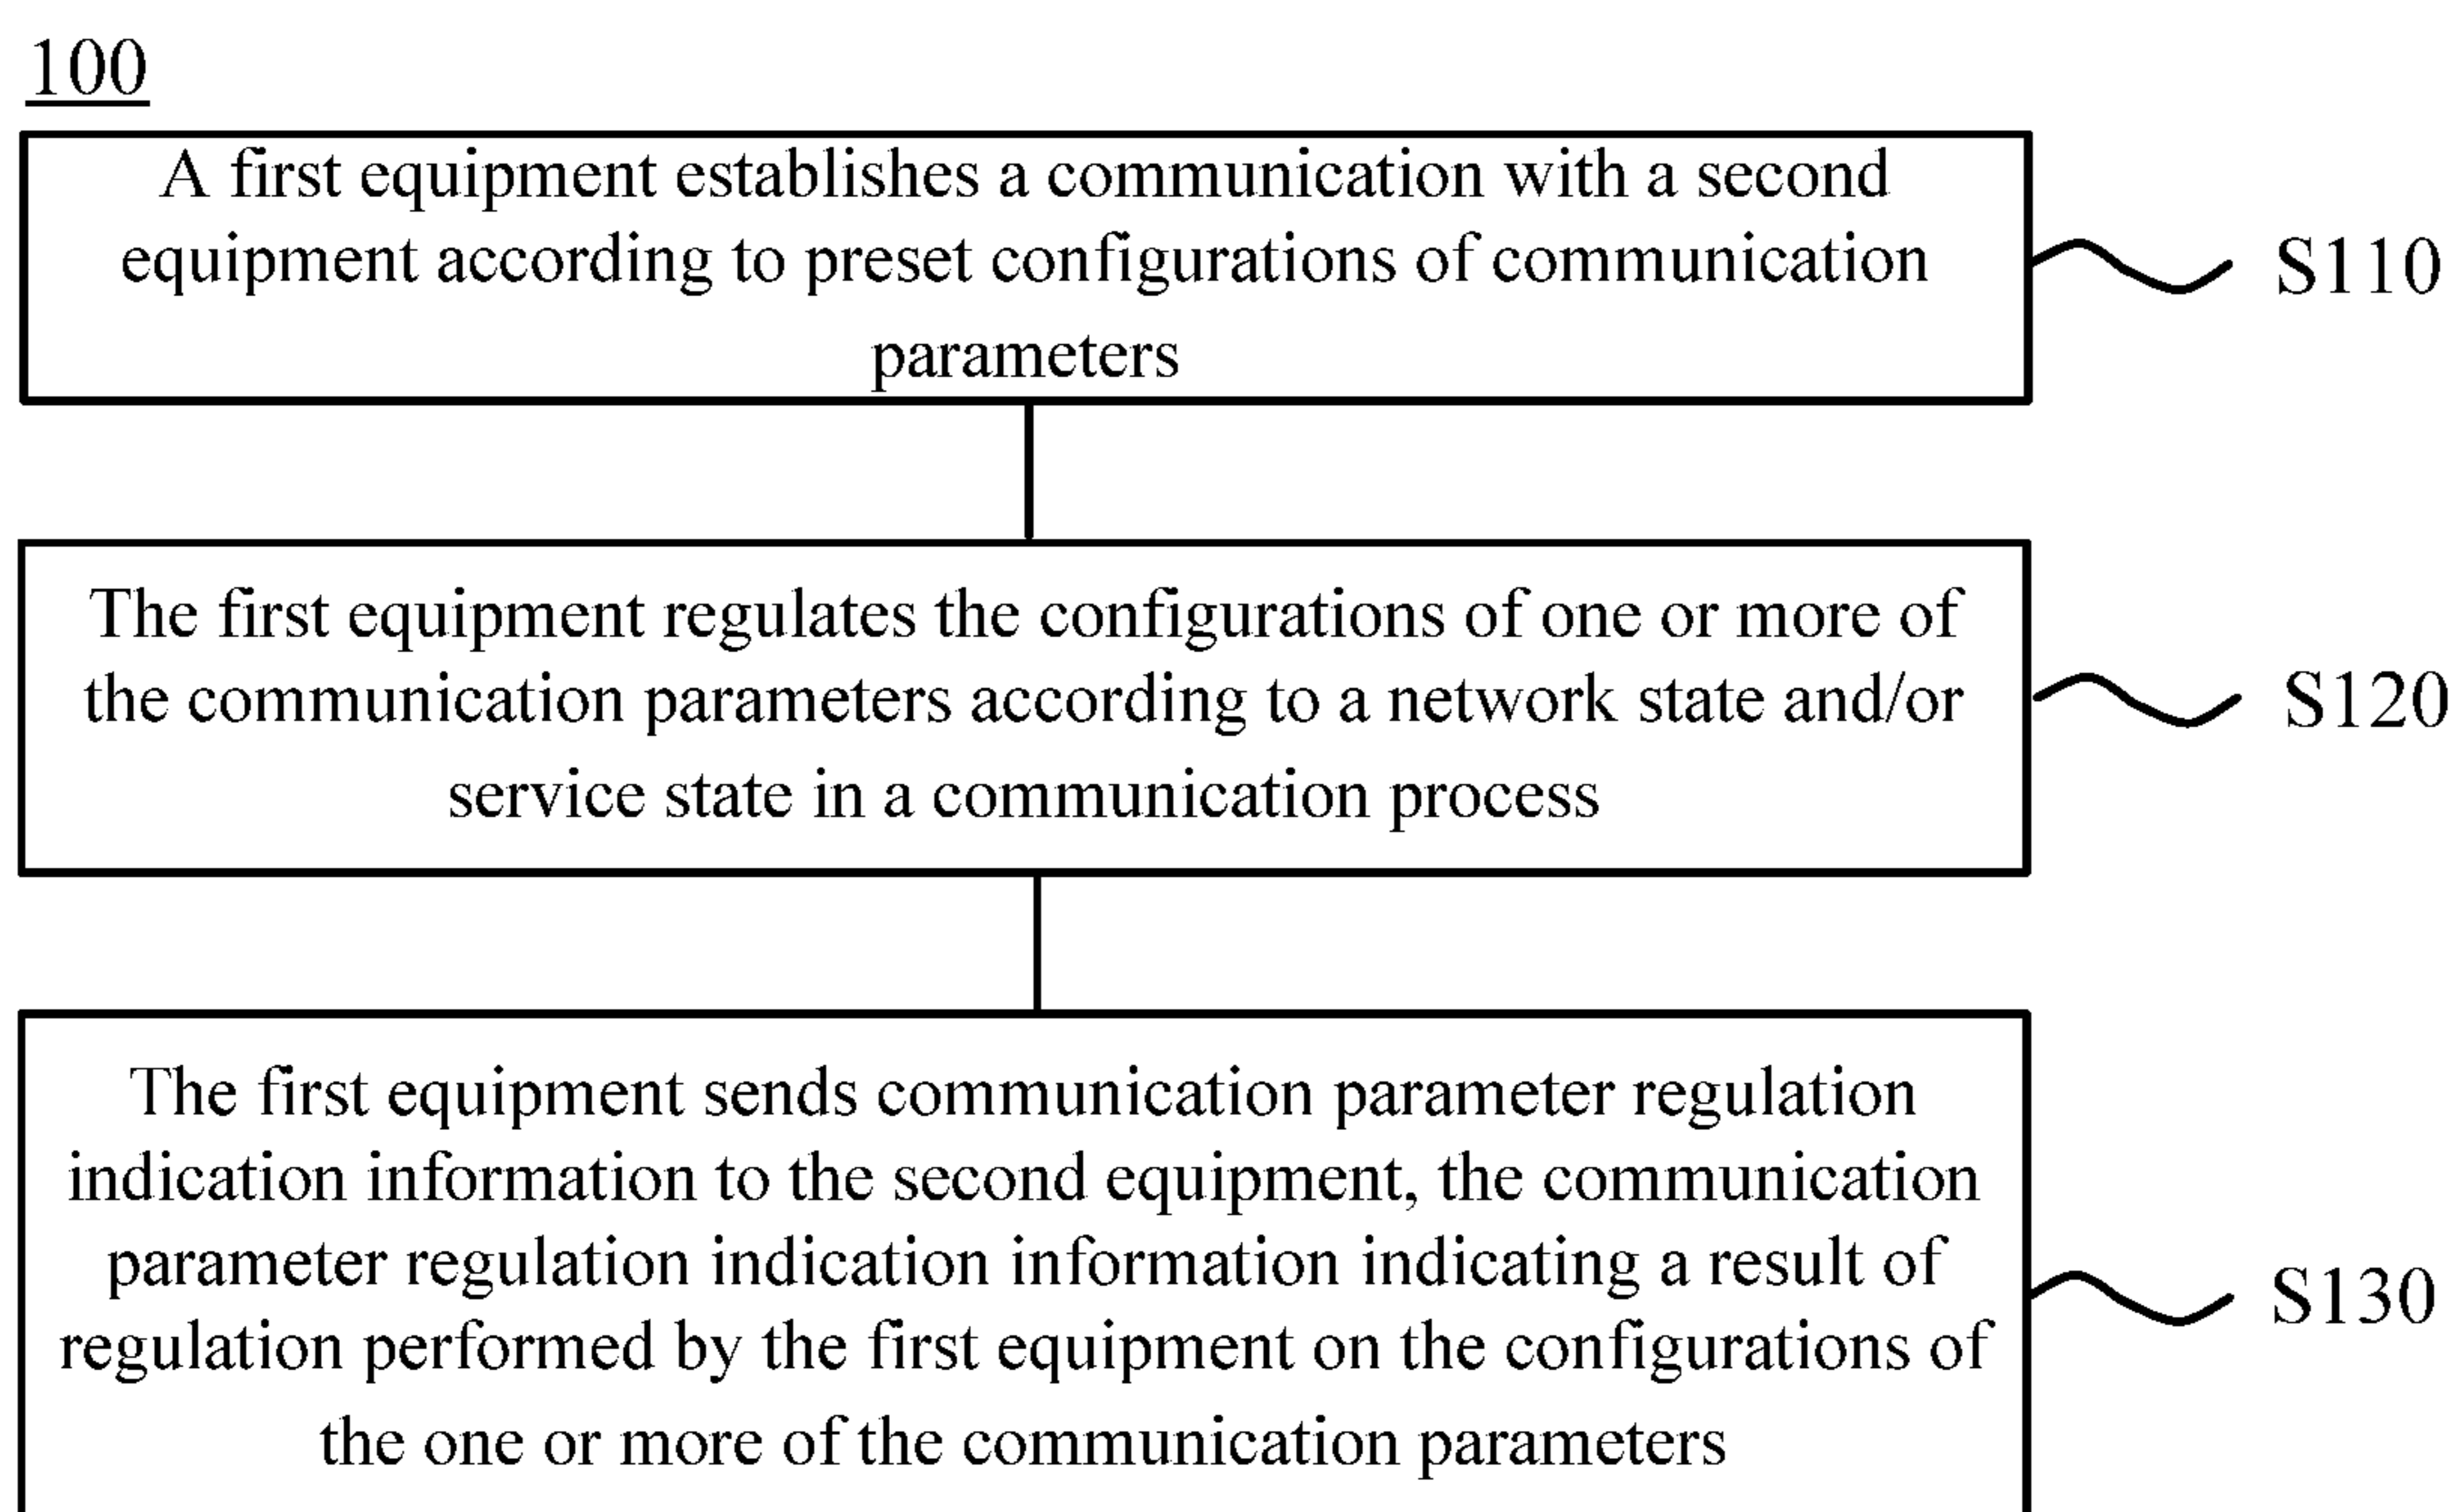 100
A first equipment establishes a communication with a second
equipment according to preset configurations of communication
parameters
S110
The first equipment regulates the configurations of one or more of
the communication parameters according to a network state and/or
service state in a communication process
S120
The first equipment sends communication parameter regulation
indication information to the second equipment, the communication
parameter regulation indication information indicating a result of
regulation performed by the first equipment on the configurations of
the one or more of the communication parameters
S130